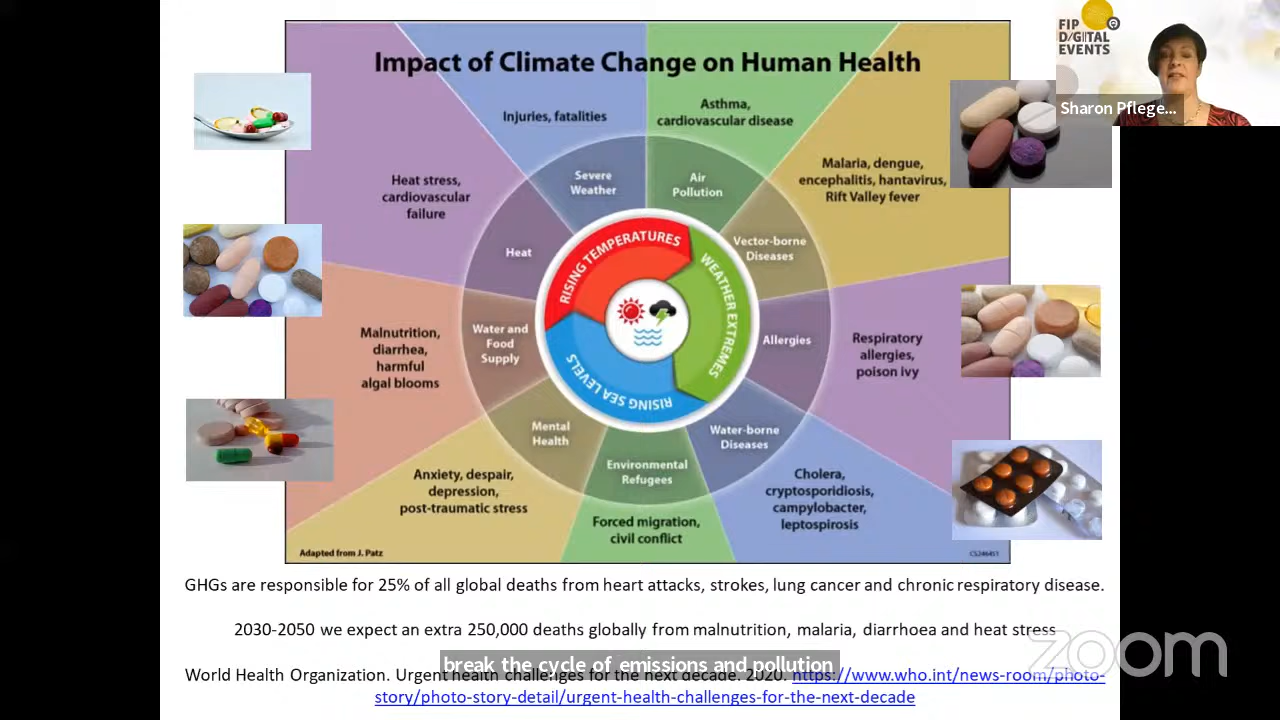 FIP
DIGITAL
EVENTS
Sharon Pflege...
Impact of Climate Change on Human Health
Injuries, fatalities
Asthma,
cardiovascular disease
Severe
Weather
Air
Pollution
Heat stress,
cardiovascular
failure
Malaria, dengue,
encephalitis, hantavirus,
Rift Valley fever
Heat
Vector-borne
Diseases
RISING TEMPERATURES
WEATHER EXTREMES
RISING SEA LEVELS
Malnutrition,
diarrhea,
harmful
algal blooms
Water and
Food
Supply
Allergies
Respiratory
allergies,
poison ivy
Mental
Health
Water-borne
Diseases
Environmental
Refugees
Anxiety, despair,
depression,
post-traumatic stress
Forced migration,
civil conflict
Cholera,
cryptosporidiosis,
campylobacter,
leptospirosis
Adapted from J. Patz
CS246451
GHGs are responsible for 25% of all global deaths from heart attacks, strokes, lung cancer and chronic respiratory disease.
2030-2050 we expect an extra 250,000 deaths globally from malnutrition, malaria, diarrhoea and heat stress
zoom
break the cycle of emissions and pollution
World Health Organization. Urgent health challenges for the next decade. 2020. https://www.who.int/news-room/photo-
story/photo-story-detail/urgent-health-challenges-for-the-next-decade